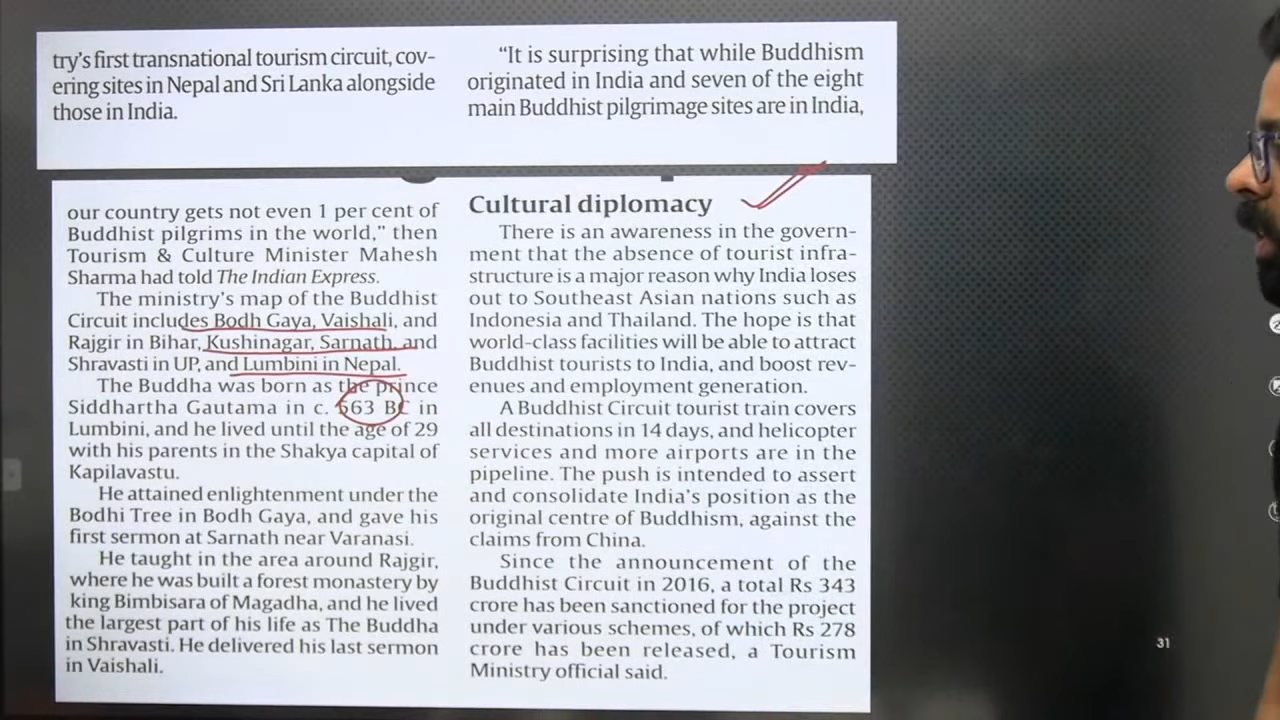 try's first transnational tourism circuit, cov-
ering sites in Nepal and Sri Lanka alongside
those in India.
"It is surprising that while Buddhism
originated in India and seven of the eight
main Buddhist pilgrimage sites are in India,
our country gets not even 1 per cent of
Buddhist pilgrims in the world," then
Tourism & Culture Minister Mahesh
Sharma had told The Indian Express.
The ministry's map of the Buddhist
Circuit includes Bodh Gaya, Vaishali, and
Rajgir in Bihar, Kushinagar, Sarnath, and
Shravasti in UP, and Lumbini in Nepal.
The Buddha was born as the prince
Siddhartha Gautama in c. 563 BC in
Lumbini, and he lived until the age of 29
with his parents in the Shakya capital of
Kapilavastu.
He attained enlightenment under the
Bodhi Tree in Bodh Gaya, and gave his
first sermon at Sarnath near Varanasi.
He taught in the area around Rajgir,
where he was built a forest monastery by
king Bimbisara of Magadha, and he lived
the largest part of his life as The Buddha
in Shravasti. He delivered his last sermon
in Vaishali.
Cultural diplomacy
There is an awareness in the govern-
ment that the absence of tourist infra-
structure is a major reason why India loses
out to Southeast Asian nations such as
Indonesia and Thailand. The hope is that
world-class facilities will be able to attract
Buddhist tourists to India, and boost rev-
enues and employment generation.
A Buddhist Circuit tourist train covers
all destinations in 14 days, and helicopter
services and more airports are in the
pipeline. The push is intended to assert
and consolidate India's position as the
original centre of Buddhism, against the
claims from China.
Since the announcement of the
Buddhist Circuit in 2016, a total Rs 343
crore has been sanctioned for the project
under various schemes, of which Rs 278
crore has been released, a Tourism
Ministry official said.
31